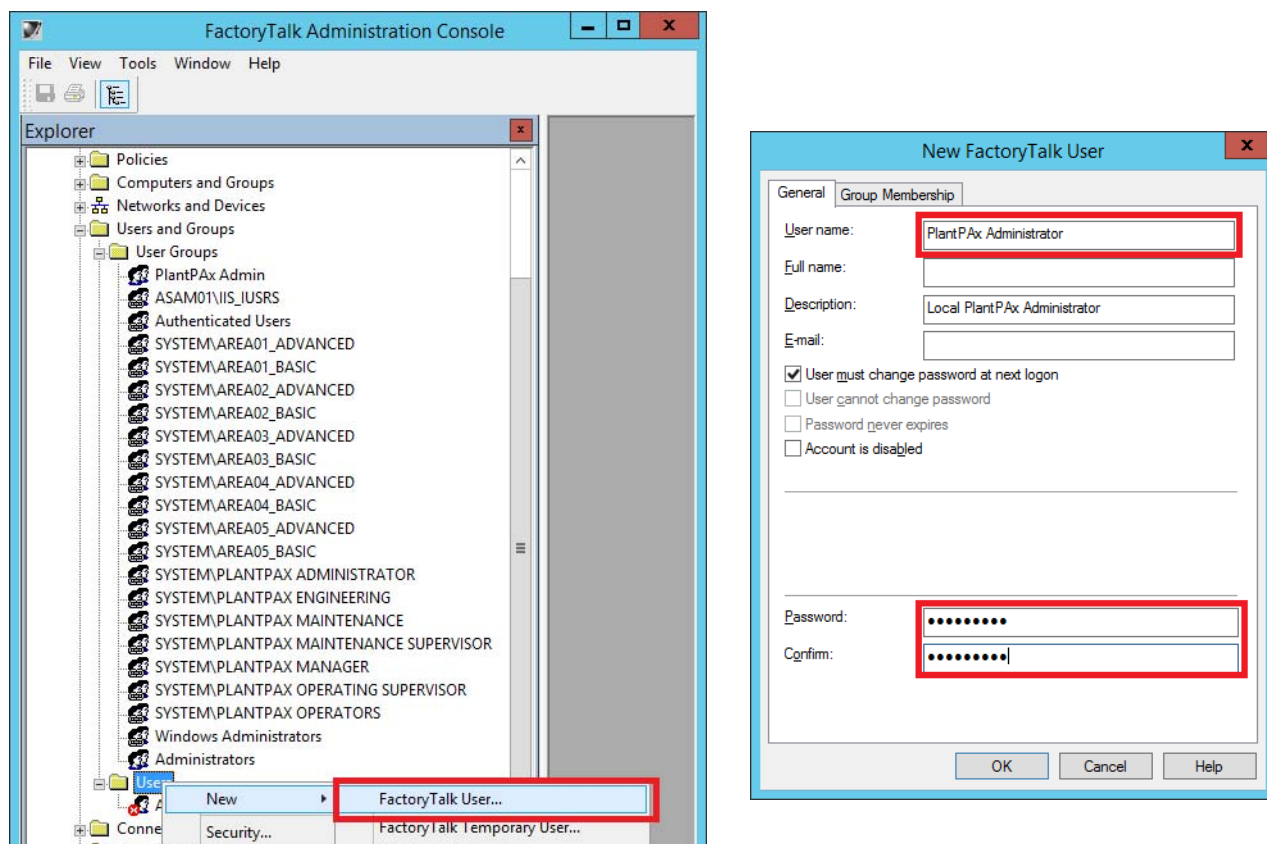 FactoryTalk Administration Console
File View Tools Window Help
Explorer
Policies
Computers and Groups
Networks and Devices
Users and Groups
User Groups
PlantPAx Admin
ASAM01\IIS_IUSRS
Authenticated Users
SYSTEM\AREA01_ADVANCED
SYSTEM\AREA01_BASIC
SYSTEM\AREA02_ADVANCED
SYSTEM\AREA02_BASIC
SYSTEM\AREA03_ADVANCED
SYSTEM\AREA03_BASIC
SYSTEM\AREA04_ADVANCED
SYSTEM\AREA04_BASIC
SYSTEM\AREA05_ADVANCED
SYSTEM\AREA05_BASIC
SYSTEM\PLANTPAX ADMINISTRATOR
SYSTEM\PLANTPAX ENGINEERING
SYSTEM\PLANTPAX MAINTENANCE
SYSTEM\PLANTPAX MAINTENANCE SUPERVISOR
SYSTEM\PLANTPAX MANAGER
SYSTEM\PLANTPAX OPERATING SUPERVISOR
SYSTEM\PLANTPAX OPERATORS
Windows Administrators
Administrators
Users
New
FactoryTalk User...
Conne
Security...
FactoryTalk Temporary User...
New FactoryTalk User
General Group Membership
User name: PlantPAx Administrator
Full name:
Description: Local PlantPAx Administrator
E-mail:
User must change password at next logon
User cannot change password
Password never expires
Account is disabled
Password: •••••••••
Confirm: •••••••••
OK Cancel Help